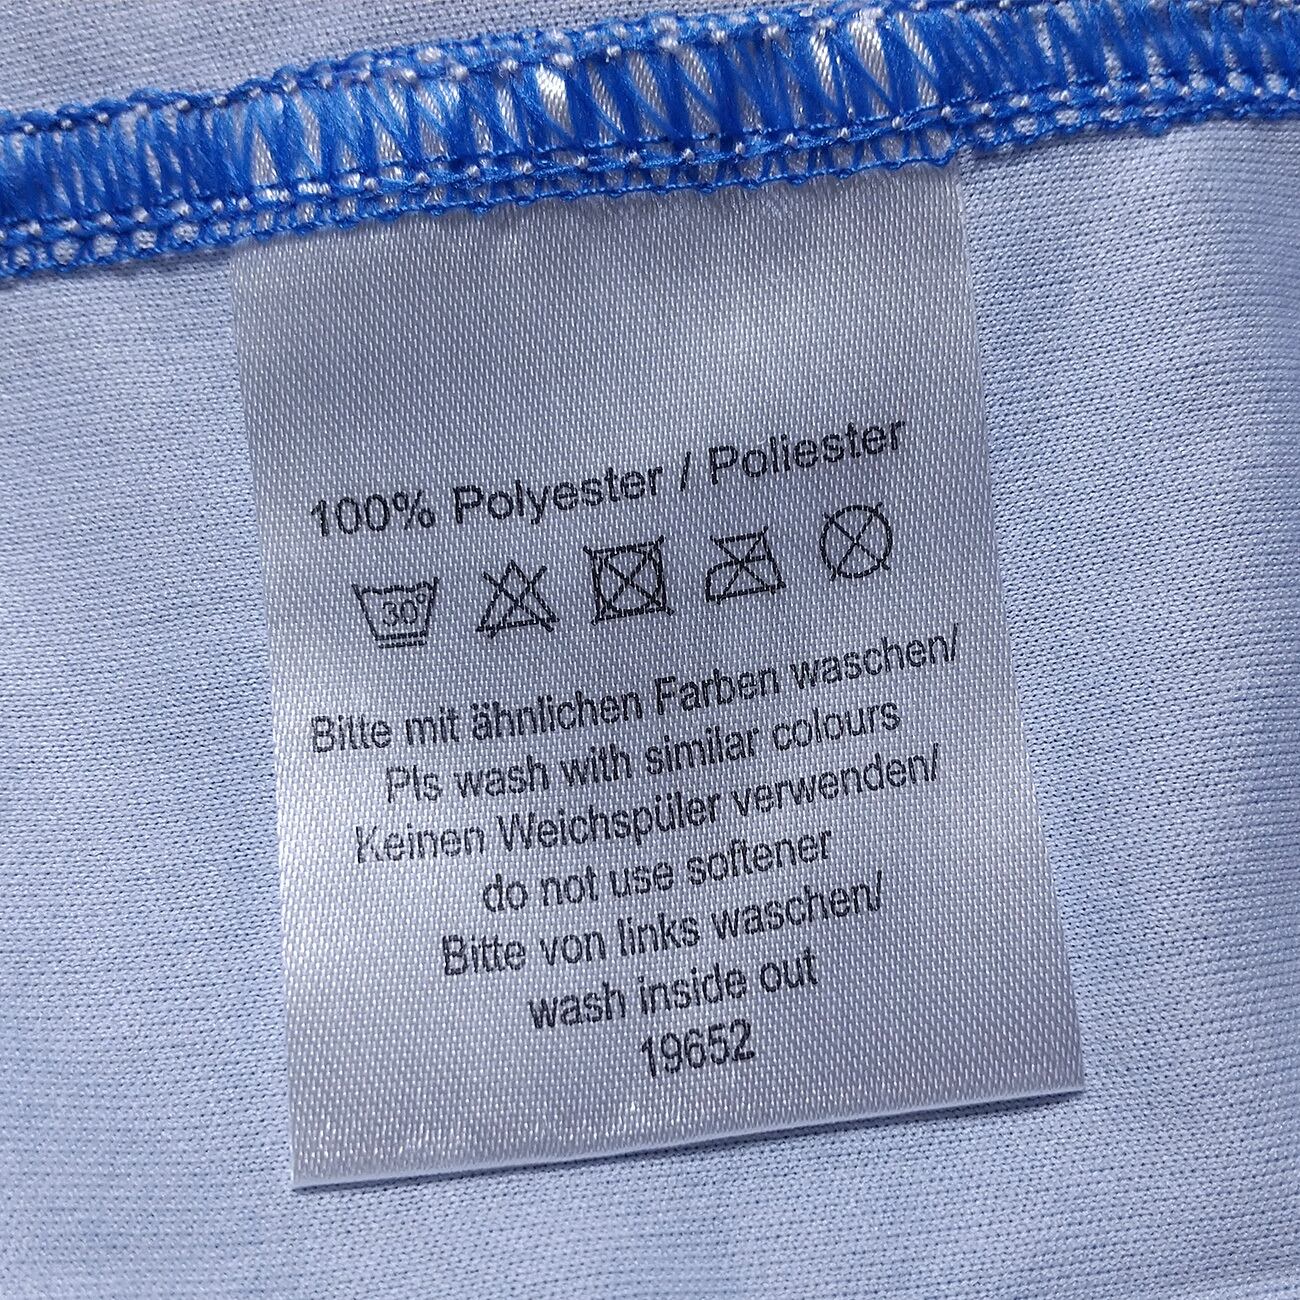 100% Polyester / Poliester
30°
Bitte mit ähnlichen Farben waschen/
Pls wash with similar colours
Keinen Weichspüler verwenden/
do not use softener
Bitte von links waschen/
wash inside out
19652